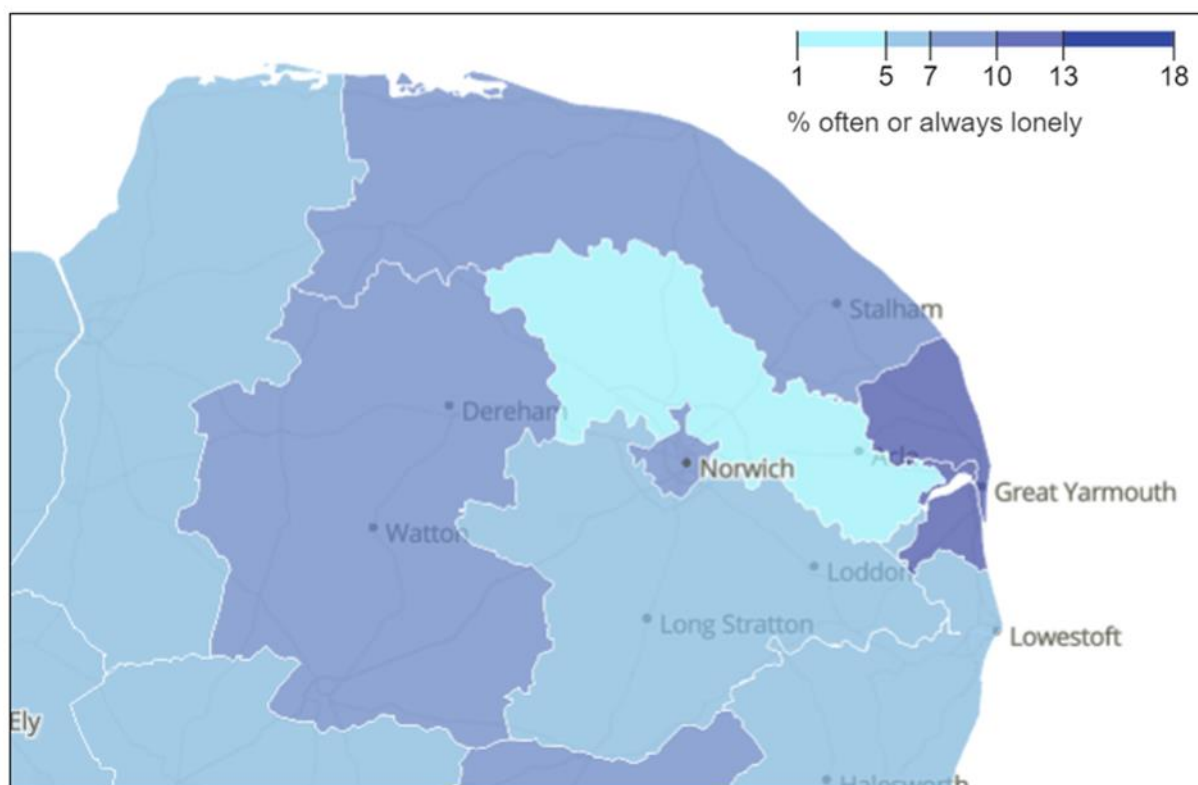 1 5 7 10 13 18
% often or always lonely
Stalham
Dereham
Norwich
Great Yarmouth
Watton
Loddon
Long Stratton
Lowestoft
Ely
Halesworth